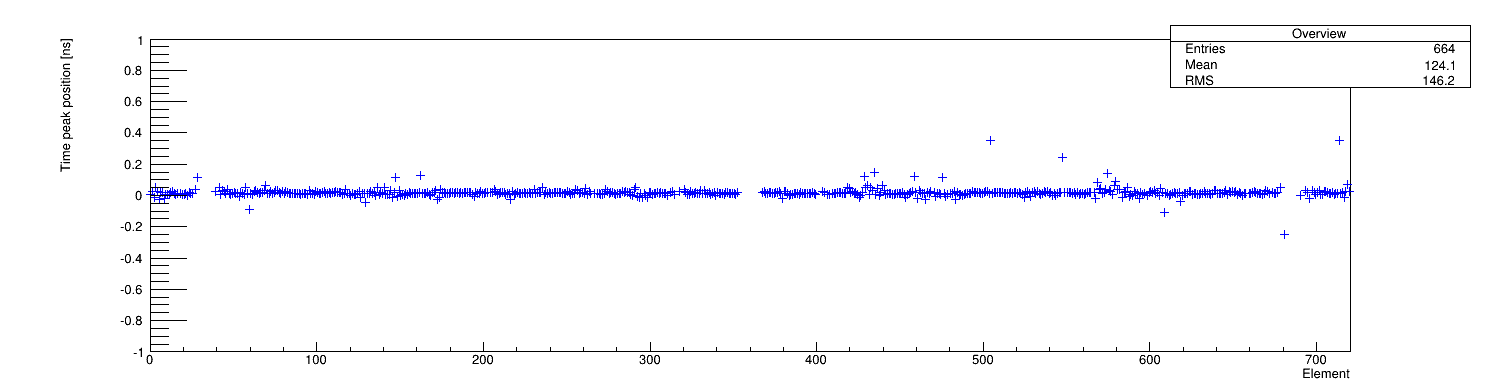 Time peak position [ns]
Overview
Entries 664
Mean 124.1
RMS 146.2
1
0.8
0.6
0.4
0.2
0
-0.2
-0.4
-0.6
-0.8
-1
0 100 200 300 400 500 600 700
Element